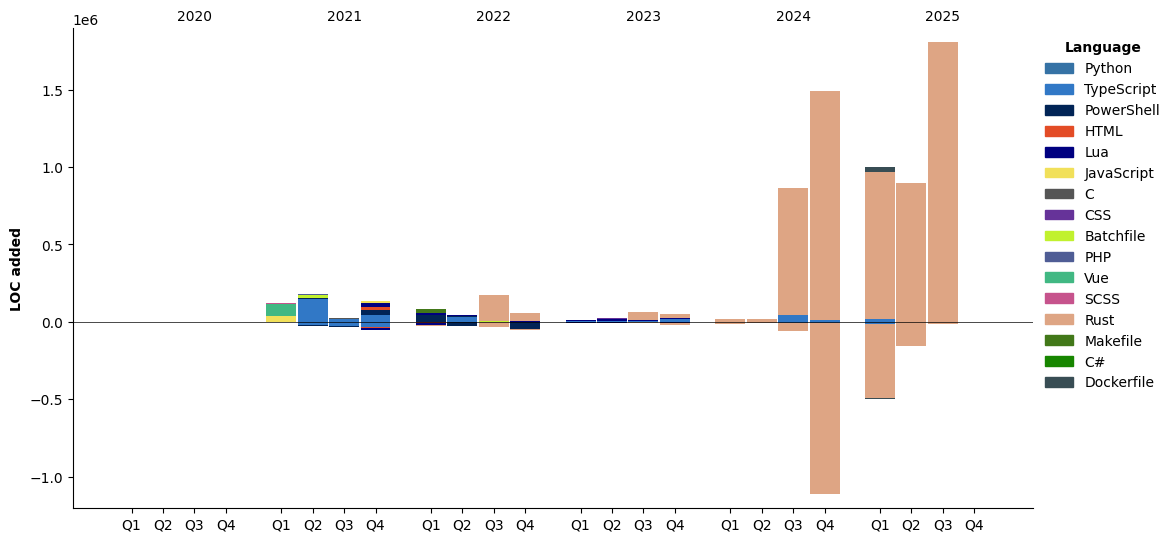 1e6
2020 2021 2022 2023 2024 2025
LOC added
1.5
1.0
0.5
0.0
−0.5
−1.0
Q1 Q2 Q3 Q4 Q1 Q2 Q3 Q4 Q1 Q2 Q3 Q4 Q1 Q2 Q3 Q4 Q1 Q2 Q3 Q4 Q1 Q2 Q3 Q4
Language
Python
TypeScript
PowerShell
HTML
Lua
JavaScript
C
CSS
Batchfile
PHP
Vue
SCSS
Rust
Makefile
C#
Dockerfile